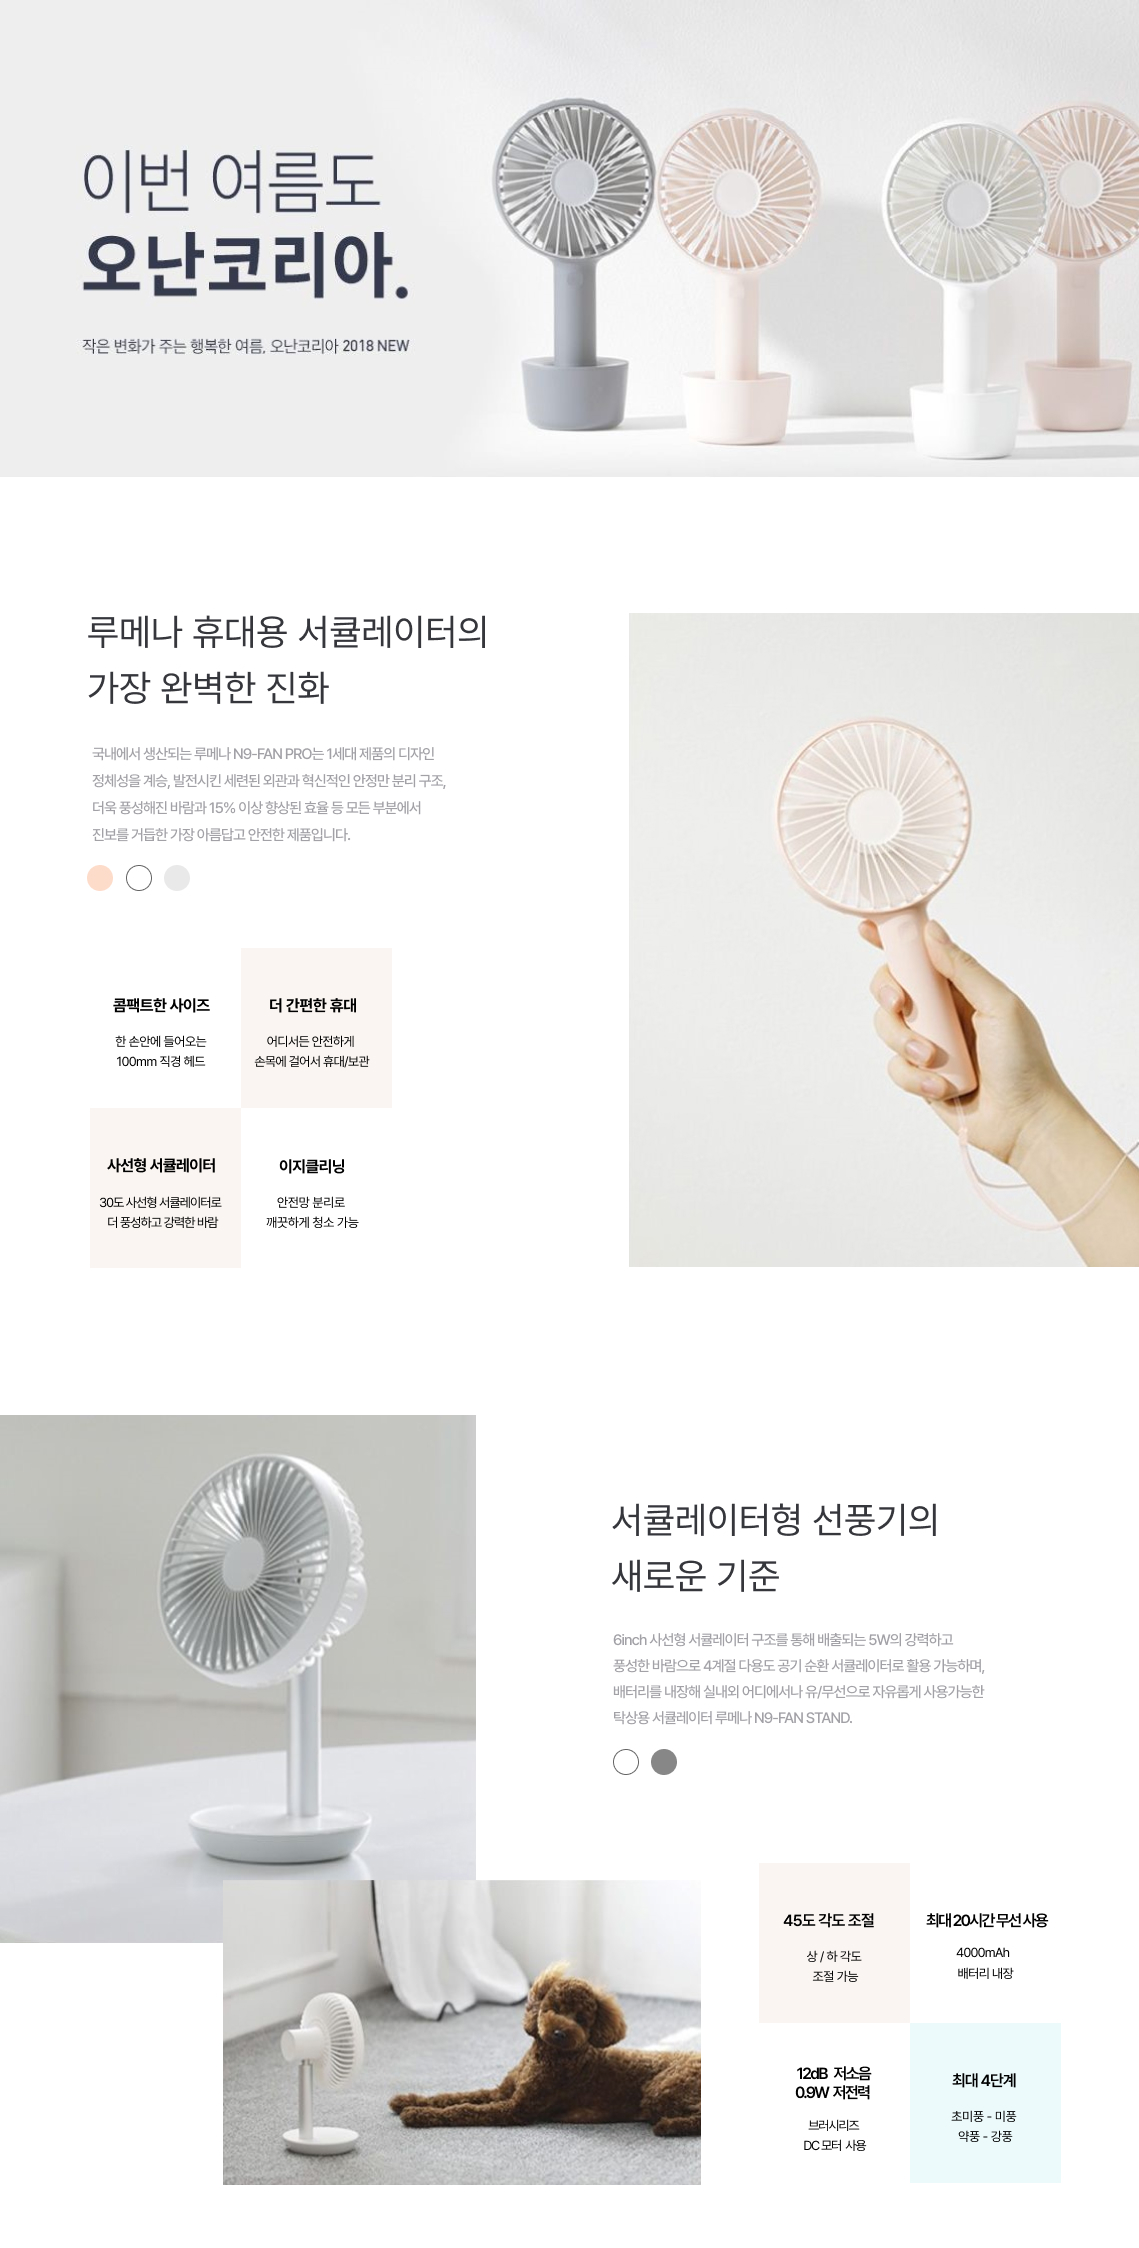 이번 여름도
오난코리아.
작은 변화가 주는 행복한 여름, 오난코리아 2018 NEW
루메나 휴대용 서큘레이터의
가장 완벽한 진화
국내에서 생산되는 루메나 N9-FAN PRO는 1세대 제품의 디자인
정체성을 계승, 발전시킨 세련된 외관과 혁신적인 안정만 분리 구조,
더욱 풍성해진 바람과 15% 이상 향상된 효율 등 모든 부분에서
진보를 거듭한 가장 아름답고 안전한 제품입니다.
콤팩트한 사이즈
한 손안에 들어오는
100mm 직경 헤드
더 간편한 휴대
어디서든 안전하게
손목에 걸어서 휴대/보관
사선형 서큘레이터
30도 사선형 서큘레이터로
더 풍성하고 강력한 바람
이지클리닝
안전망 분리로
깨끗하게 청소 가능
서큘레이터형 선풍기의
새로운 기준
6inch 사선형 서큘레이터 구조를 통해 배출되는 5W의 강력하고
풍성한 바람으로 4계절 다용도 공기 순환 서큘레이터로 활용 가능하며,
배터리를 내장해 실내외 어디에서나 유/무선으로 자유롭게 사용가능한
탁상용 서큘레이터 루메나 N9-FAN STAND.
45도 각도 조절
상 / 하 각도
조절 가능
최대 20시간 무선 사용
4000mAh
배터리 내장
12dB 저소음
0.9W 저전력
브러시리즈
DC 모터 사용
최대 4단계
초미풍 - 미풍
약풍 - 강풍